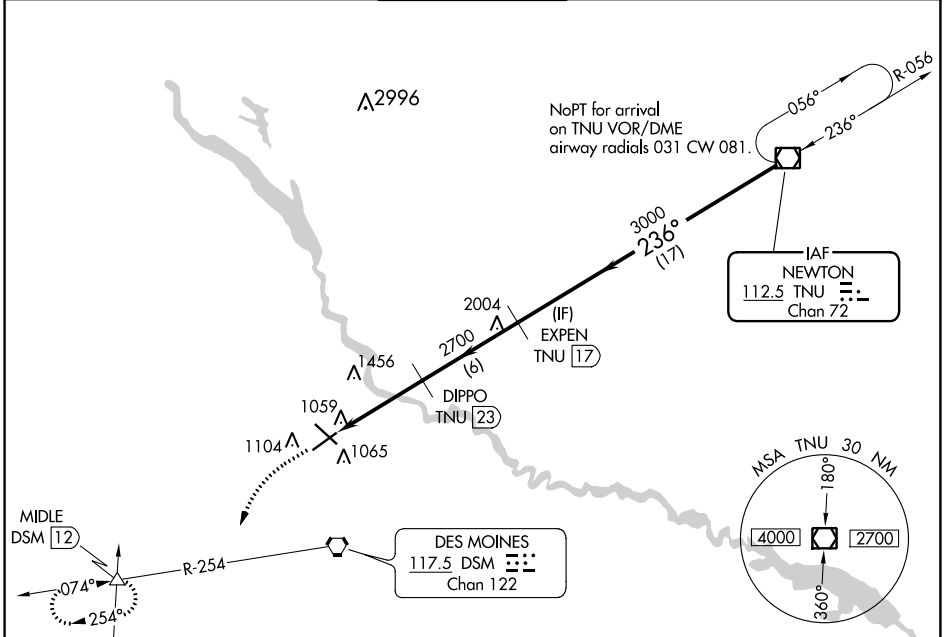 2996
NoPT for arrival
on TNU VOR/DME
airway radials 031 CW 081.
056°
R-056
236°
3000
236°
(17)
IAF
NEWTON
112.5 TNU
Chan 72
2004
(IF)
EXPEN
TNU 17
2700
(6)
1456
DIPPO
TNU 23
1059
1104
1065
MSA TNU 30 NM
180°
4000
2700
360°
MIDLE
DSM 12
R-254
074°
254°
DES MOINES
117.5 DSM
Chan 122